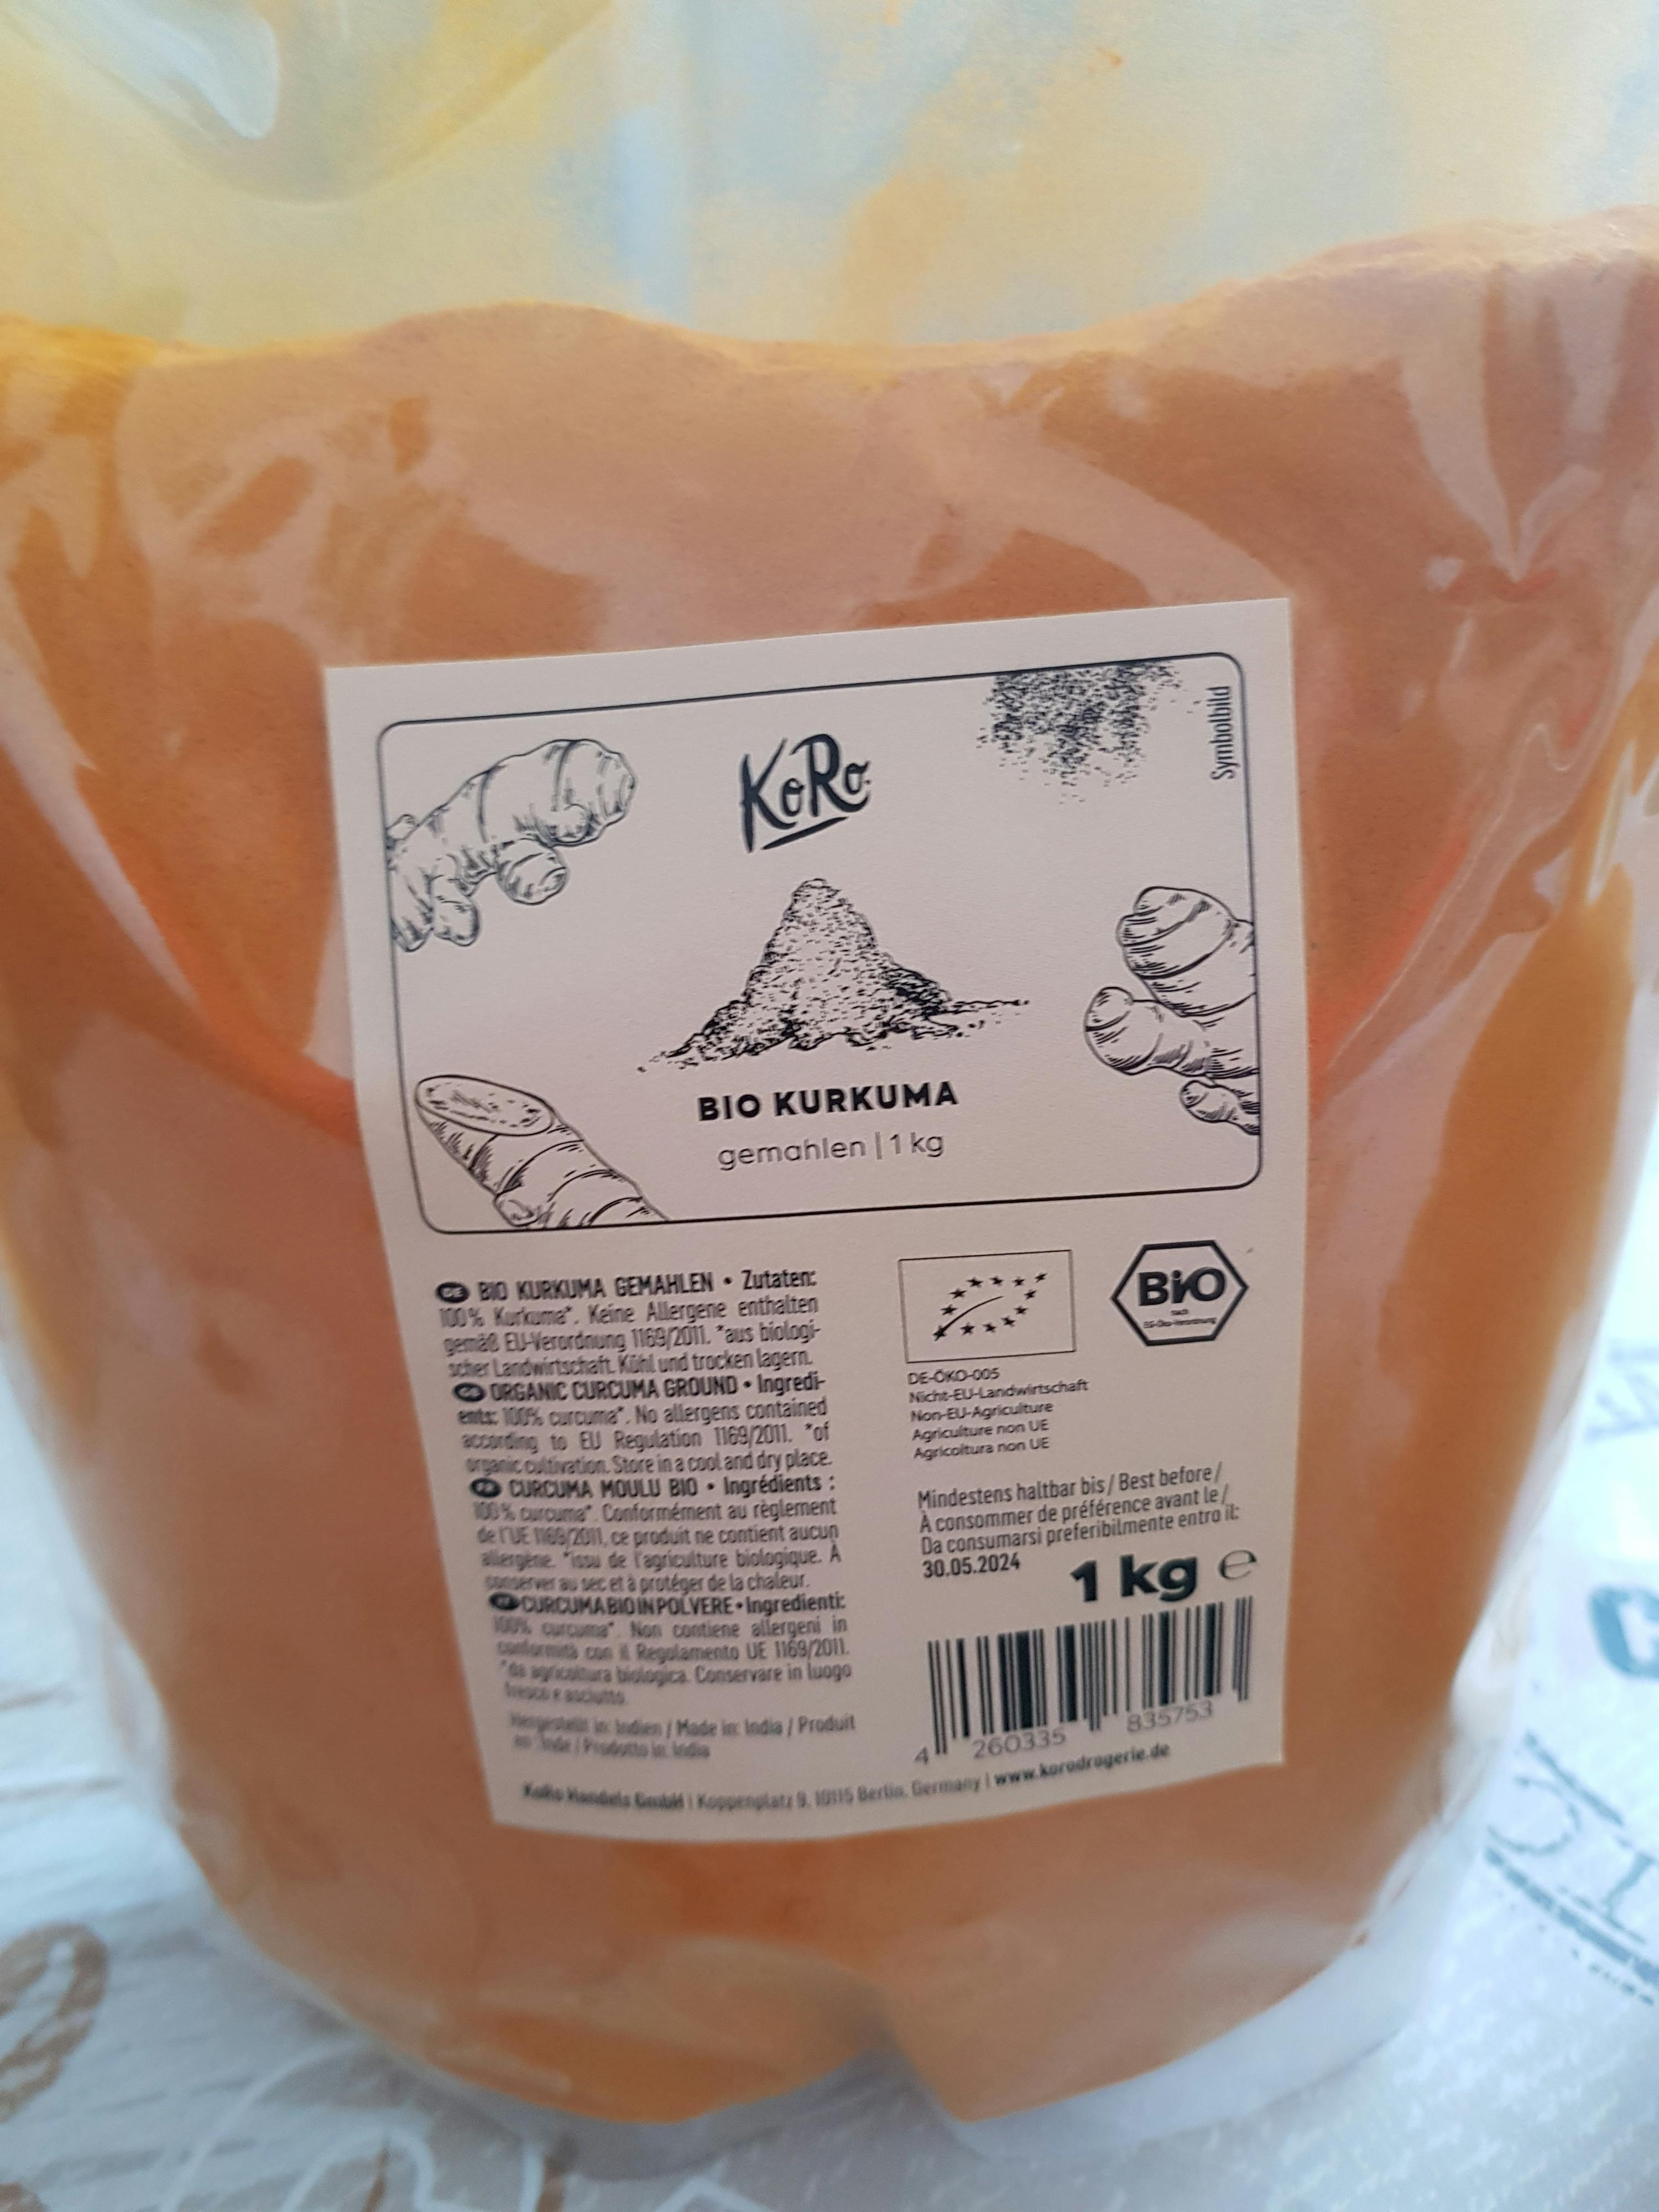 KoRo
Symbolbild
BIO KURKUMA
gemahlen | 1 kg
DE BIO KURKUMA GEMAHLEN • Zutaten:
100% Kurkuma*. Keine Allergene enthalten
gemäß EU-Verordnung 1169/2011. *aus biologi-
scher Landwirtschaft. Kühl und trocken lagern.
ORGANIC CURCUMA GROUND • Ingredi-
ents: 100% curcuma*. No allergens contained
according to EU Regulation 1169/2011. *of
organic cultivation. Store in a cool and dry place.
CURCUMA MOULU BIO • Ingrédients :
100% curcuma*. Conformément au règlement
de l'UE 1169/2011, ce produit ne contient aucun
allergène. *issu de l'agriculture biologique. À
conserver au sec et à protéger de la chaleur.
CURCUMA BIO IN POLVERE • Ingredienti:
100% curcuma*. Non contiene allergeni in
conformità con il Regolamento UE 1169/2011.
*da agricoltura biologica. Conservare in luogo
fresco e asciutto.
Hergestellt in: Indien / Made in: India / Produit
en : Inde / Prodotto in: India
BiO
nach
EG-Öko-Verordnung
DE-ÖKO-005
Nicht-EU-Landwirtschaft
Non-EU-Agriculture
Agriculture non UE
Agricoltura non UE
Mindestens haltbar bis / Best before /
À consommer de préférence avant le /
Da consumarsi preferibilmente entro il:
30.05.2024
1 kg e
4 260335 835753
KoRo Handels GmbH | Koppenplatz 9, 10115 Berlin, Germany | www.korodrogerie.de